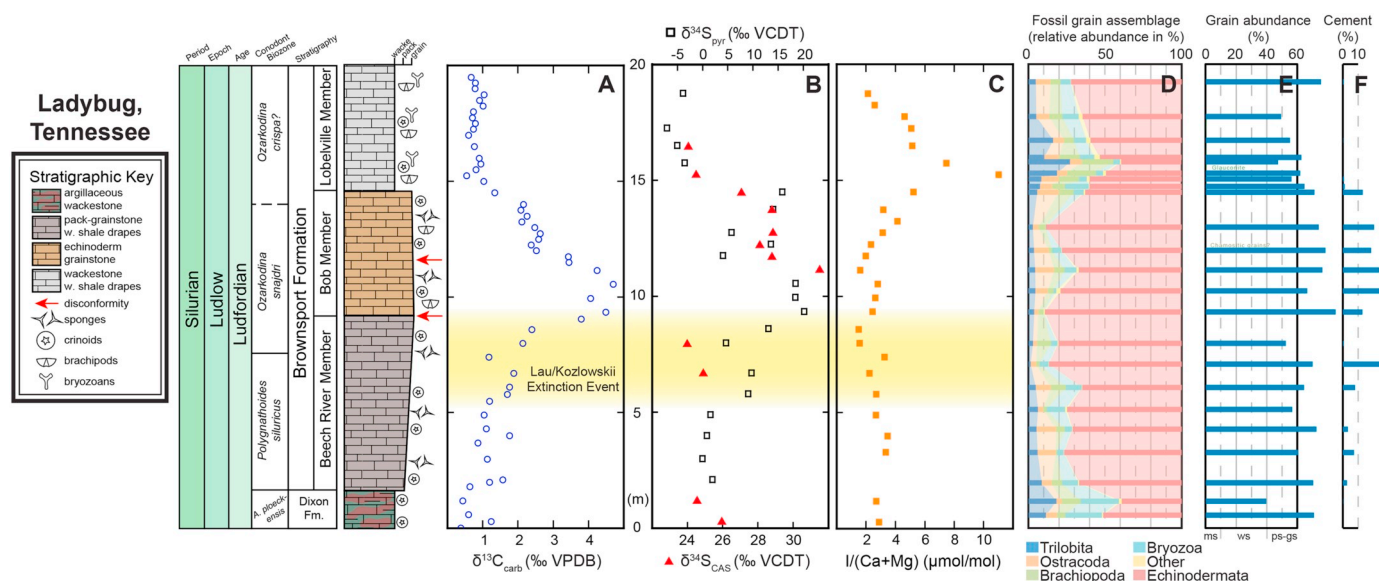 Ladybug,
Tennessee
Stratigraphic Key
argillaceous
wackestone
pack-grainstone
w. shale drapes
echinoderm
grainstone
wackestone
w. shale drapes
disconformity
sponges
crinoids
brachipods
bryozoans
Period
Epoch
Age
Conodont
Biozone
Stratigraphy
wacke
pack
grain
Silurian
Ludlow
Ludfordian
Ozarkodina
crispa?
Ozarkodina
snajdri
Polygnathoides
siluricus
A. ploeck-
ensis
Brownsport Formation
Lobelville Member
Bob Member
Beech River Member
Dixon
Fm.
A
0 1 2 3 4 5
δ13Ccarb (‰ VPDB)
Lau/Kozlowskii
Extinction Event
δ34Spyr (‰ VCDT)
-5 0 5 10 15 20
20
15
10
5
(m)
0
B
24 26 28 30
δ34SCAS (‰ VCDT)
C
0 2 4 6 8 10
I/(Ca+Mg) (μmol/mol)
Fossil grain assemblage
(relative abundance in %)
0 50 100
D
Trilobita
Ostracoda
Brachiopoda
Bryozoa
Other
Echinodermata
Grain abundance
(%)
0 20 40 60
E
Glauconite
Chamositic grains?
ms ws ps-gs
Cement
(%)
0 10
F